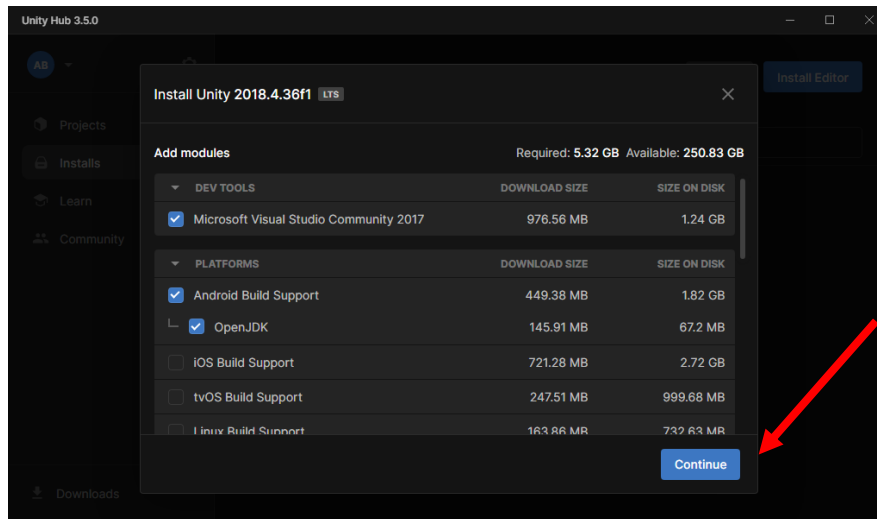 Unity Hub 3.5.0
AB
Install Editor
Projects
Installs
Learn
Community
Downloads
Install Unity 2018.4.36f1 LTS
Add modules Required: 5.32 GB Available: 250.83 GB
DEV TOOLS DOWNLOAD SIZE SIZE ON DISK
Microsoft Visual Studio Community 2017 976.56 MB 1.24 GB
PLATFORMS DOWNLOAD SIZE SIZE ON DISK
Android Build Support 449.38 MB 1.82 GB
OpenJDK 145.91 MB 67.2 MB
iOS Build Support 721.28 MB 2.72 GB
tvOS Build Support 247.51 MB 999.68 MB
Linux Build Support 163.86 MB 732.63 MB
Continue